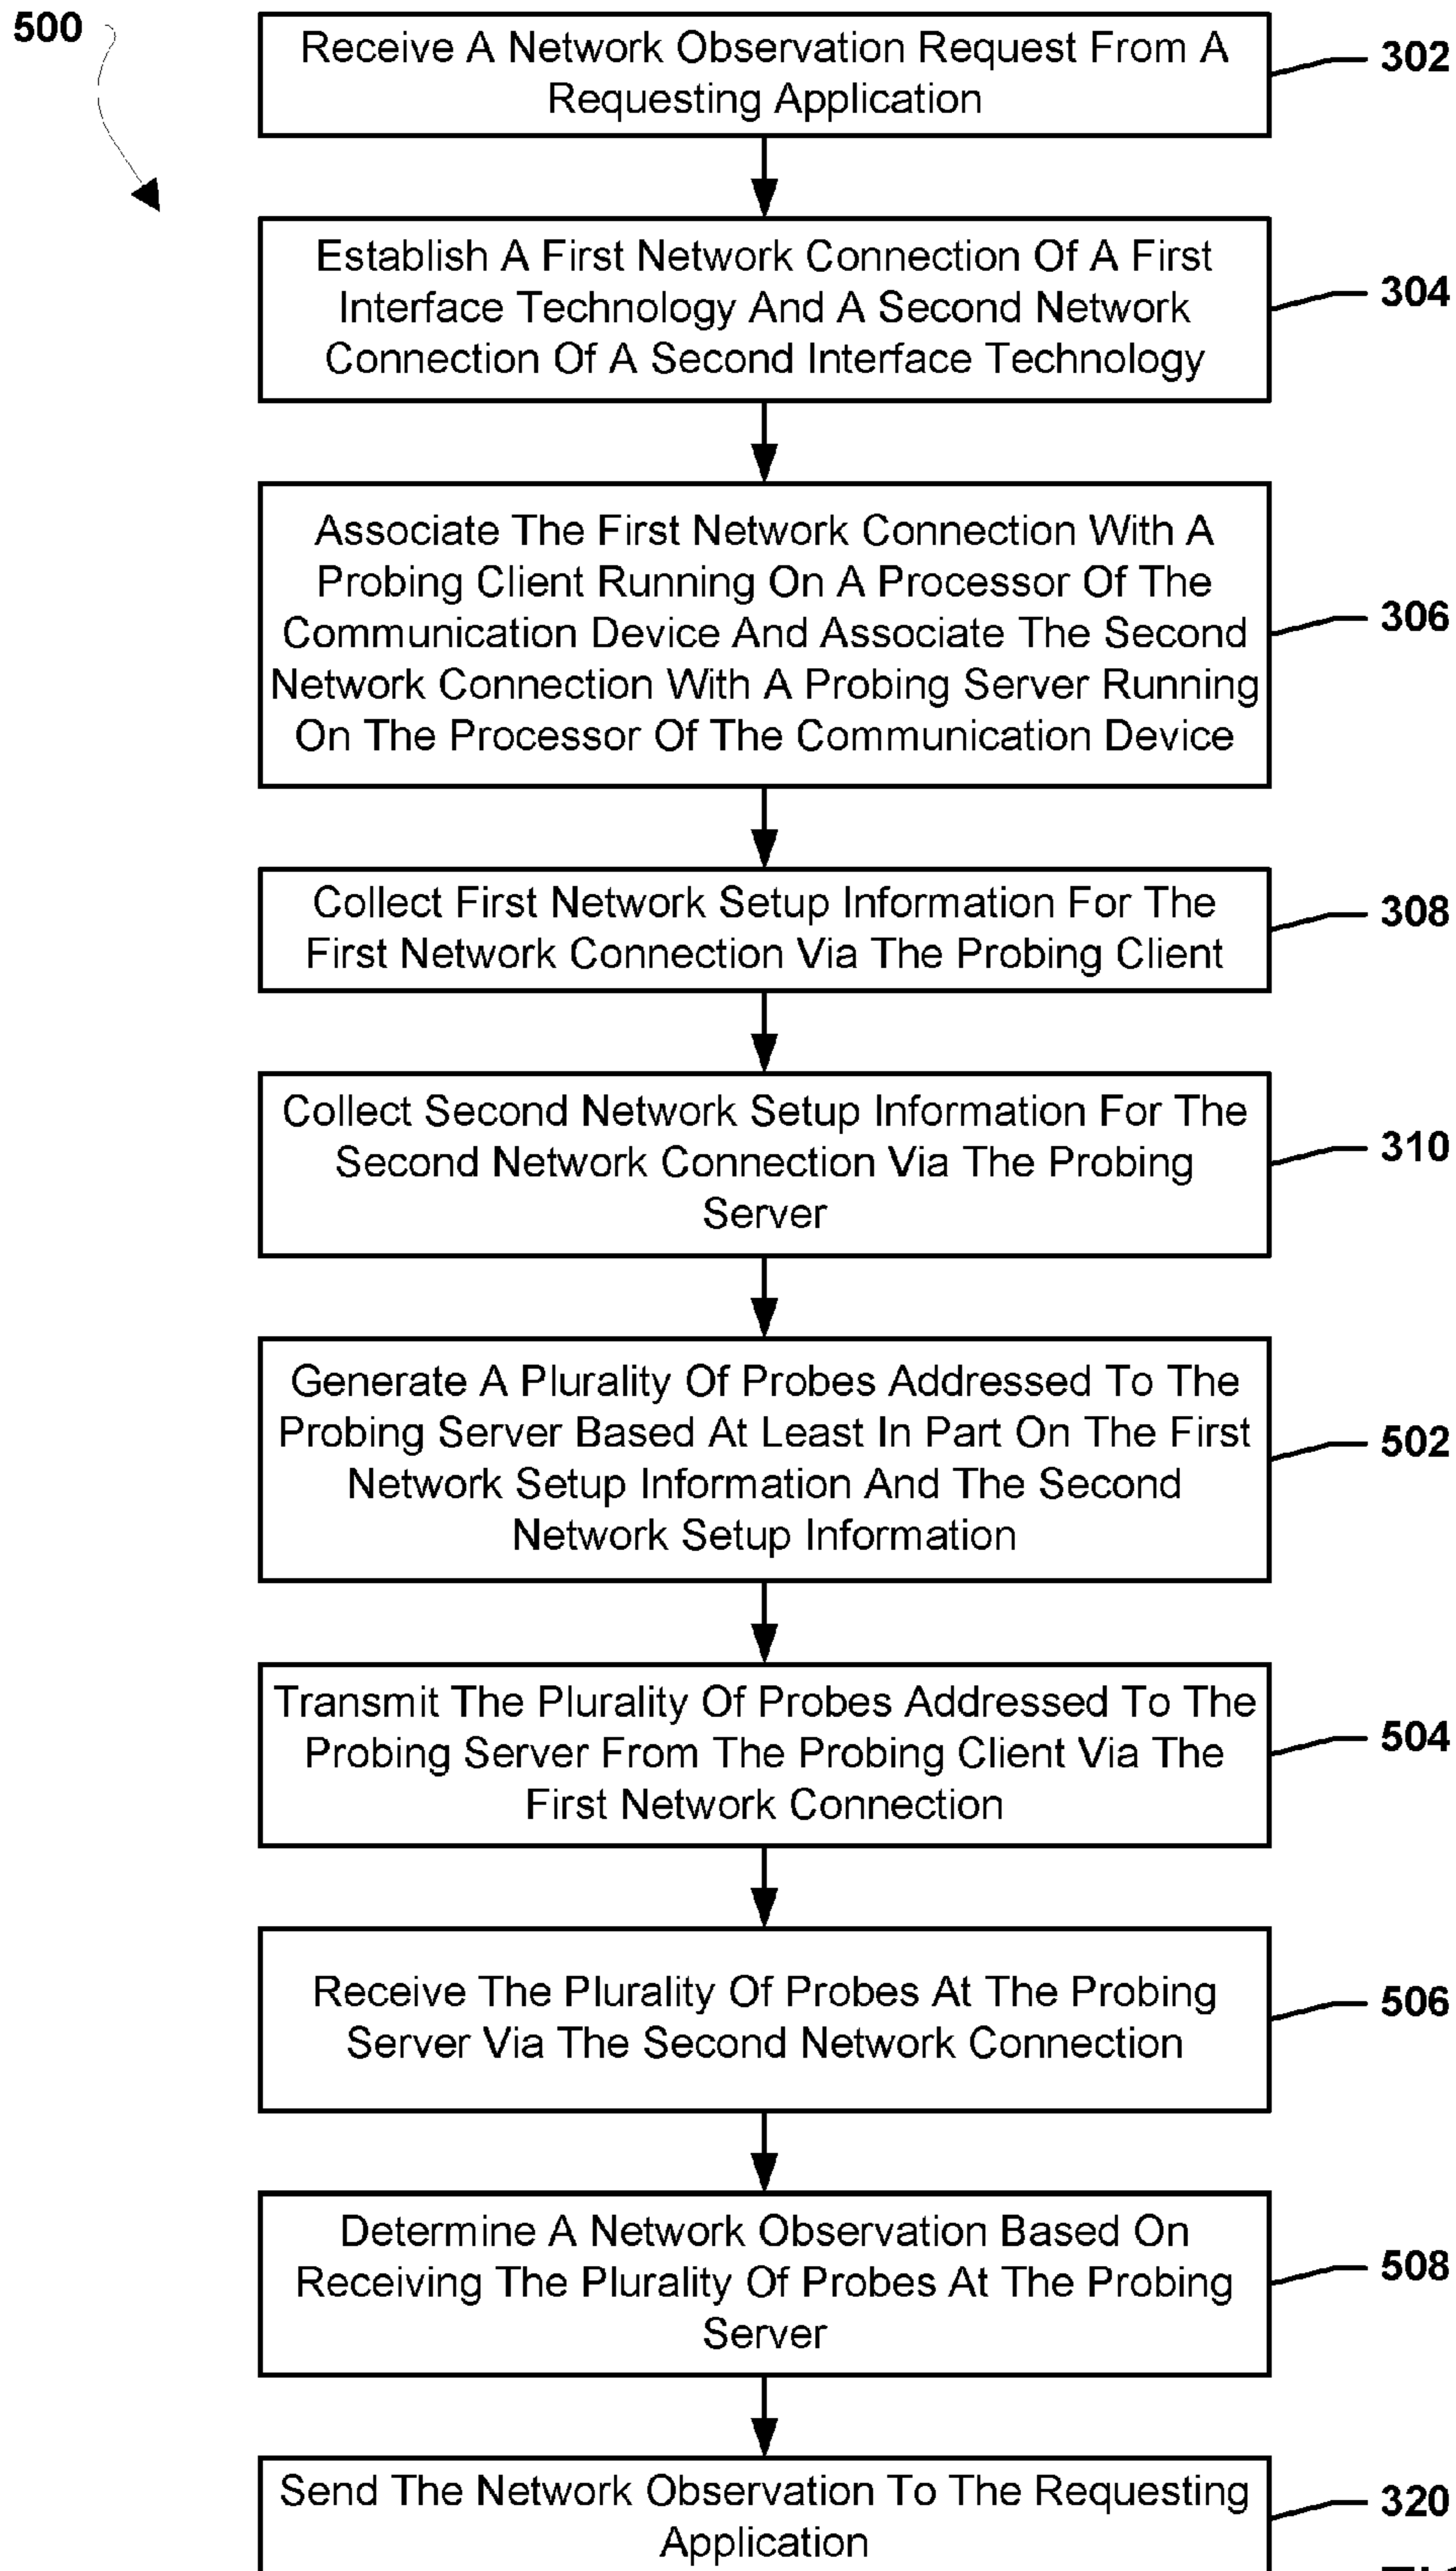 500
Receive A Network Observation Request From A
Requesting Application
302
Establish A First Network Connection Of A First
Interface Technology And A Second Network
Connection Of A Second Interface Technology
304
Associate The First Network Connection With A
Probing Client Running On A Processor Of The
Communication Device And Associate The Second
Network Connection With A Probing Server Running
On The Processor Of The Communication Device
306
Collect First Network Setup Information For The
First Network Connection Via The Probing Client
308
Collect Second Network Setup Information For The
Second Network Connection Via The Probing
Server
310
Generate A Plurality Of Probes Addressed To The
Probing Server Based At Least In Part On The First
Network Setup Information And The Second
Network Setup Information
502
Transmit The Plurality Of Probes Addressed To The
Probing Server From The Probing Client Via The
First Network Connection
504
Receive The Plurality Of Probes At The Probing
Server Via The Second Network Connection
506
Determine A Network Observation Based On
Receiving The Plurality Of Probes At The Probing
Server
508
Send The Network Observation To The Requesting
Application
320